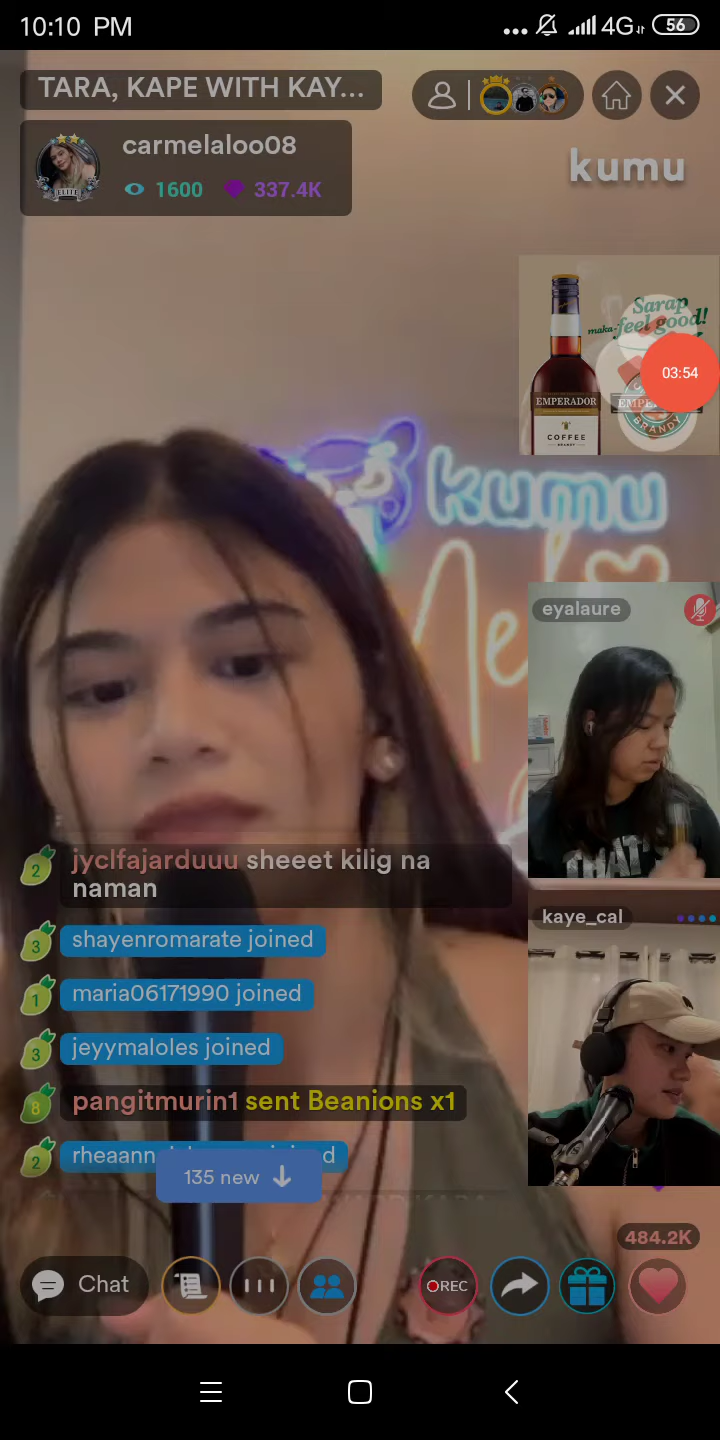 10:10 PM
4G
56
TARA, KAPE WITH KAY...
carmelaloo08
1600
337.4K
kumu
Sarap
maka-feel good!
03:54
EMPERADOR
COFFEE
BRANDY
kumu
eyalaure
THAT'
kaye_cal
2
jyclfajarduuu sheeet kilig na
naman
3
shayenromarate joined
1
maria06171990 joined
3
jeyymaloles joined
8
pangitmurin1 sent Beanions x1
2
135 new
484.2K
Chat
REC